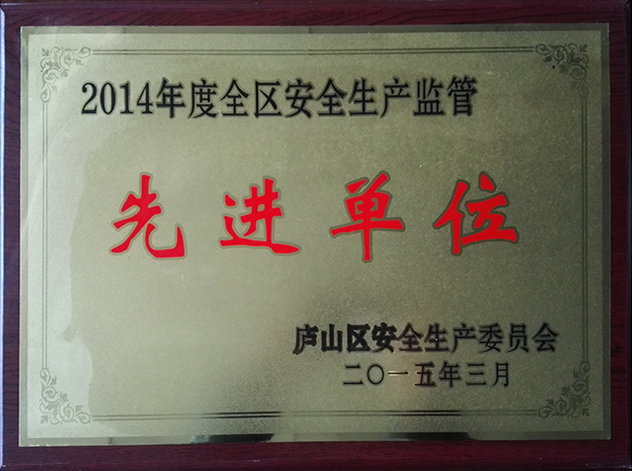 2014年度全区安全生产监管
先进单位
庐山区安全生产委员会
二〇一五年三月